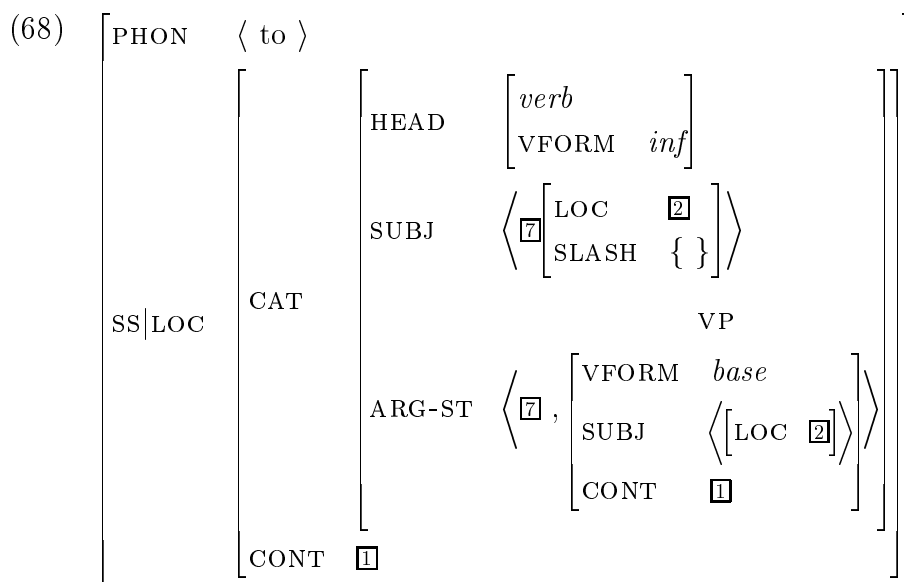 (68)
PHON ⟨ to ⟩
verb
HEAD
VFORM inf
LOC 2
SUBJ ⟨ 7 ⟩
SLASH { }
CAT
SS|LOC
VP
VFORM base
ARG-ST ⟨ 7 , SUBJ ⟨[LOC 2]⟩ ⟩
CONT 1
CONT 1